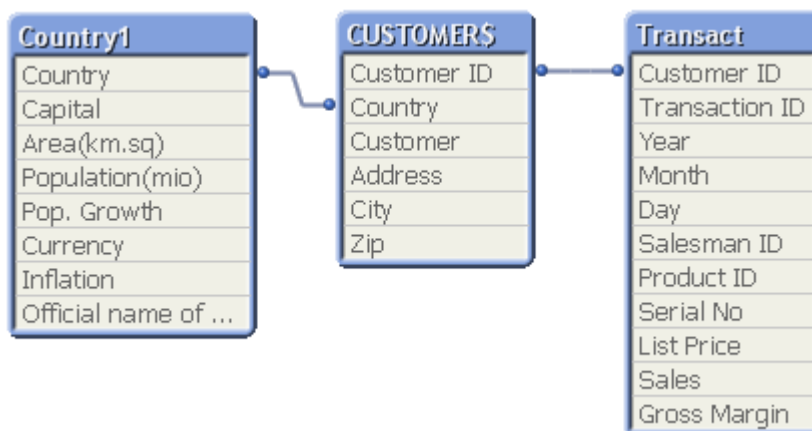 Country1
Country
Capital
Area(km.sq)
Population(mio)
Pop. Growth
Currency
Inflation
Official name of ...
CUSTOMER$
Customer ID
Country
Customer
Address
City
Zip
Transact
Customer ID
Transaction ID
Year
Month
Day
Salesman ID
Product ID
Serial No
List Price
Sales
Gross Margin